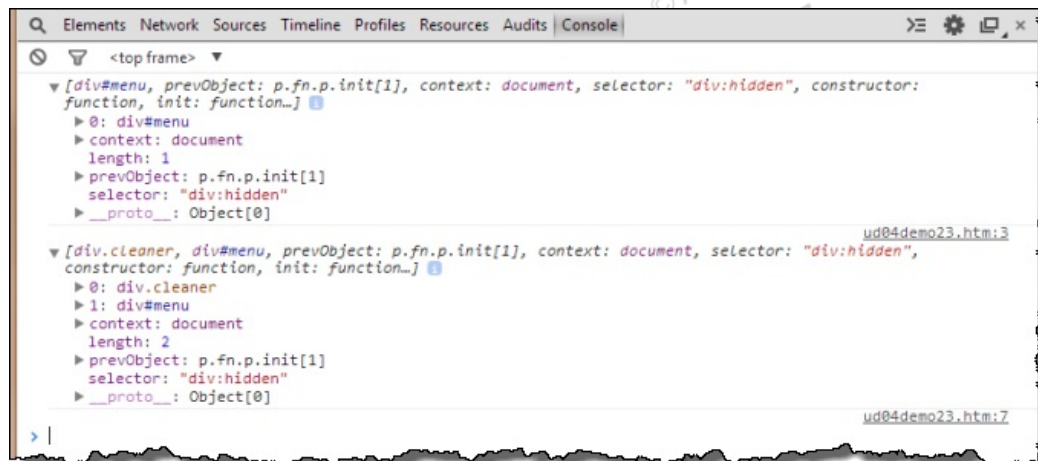 Elements Network Sources Timeline Profiles Resources Audits Console
<top frame> ▼
▼ [div#menu, prevObject: p.fn.p.init[1], context: document, selector: "div:hidden", constructor:
function, init: function…] i
▶ 0: div#menu
▶ context: document
length: 1
▶ prevObject: p.fn.p.init[1]
selector: "div:hidden"
▶ __proto__: Object[0]
ud04demo23.htm:3
▼ [div.cleaner, div#menu, prevObject: p.fn.p.init[1], context: document, selector: "div:hidden",
constructor: function, init: function…] i
▶ 0: div.cleaner
▶ 1: div#menu
▶ context: document
length: 2
▶ prevObject: p.fn.p.init[1]
selector: "div:hidden"
▶ __proto__: Object[0]
ud04demo23.htm:7
>